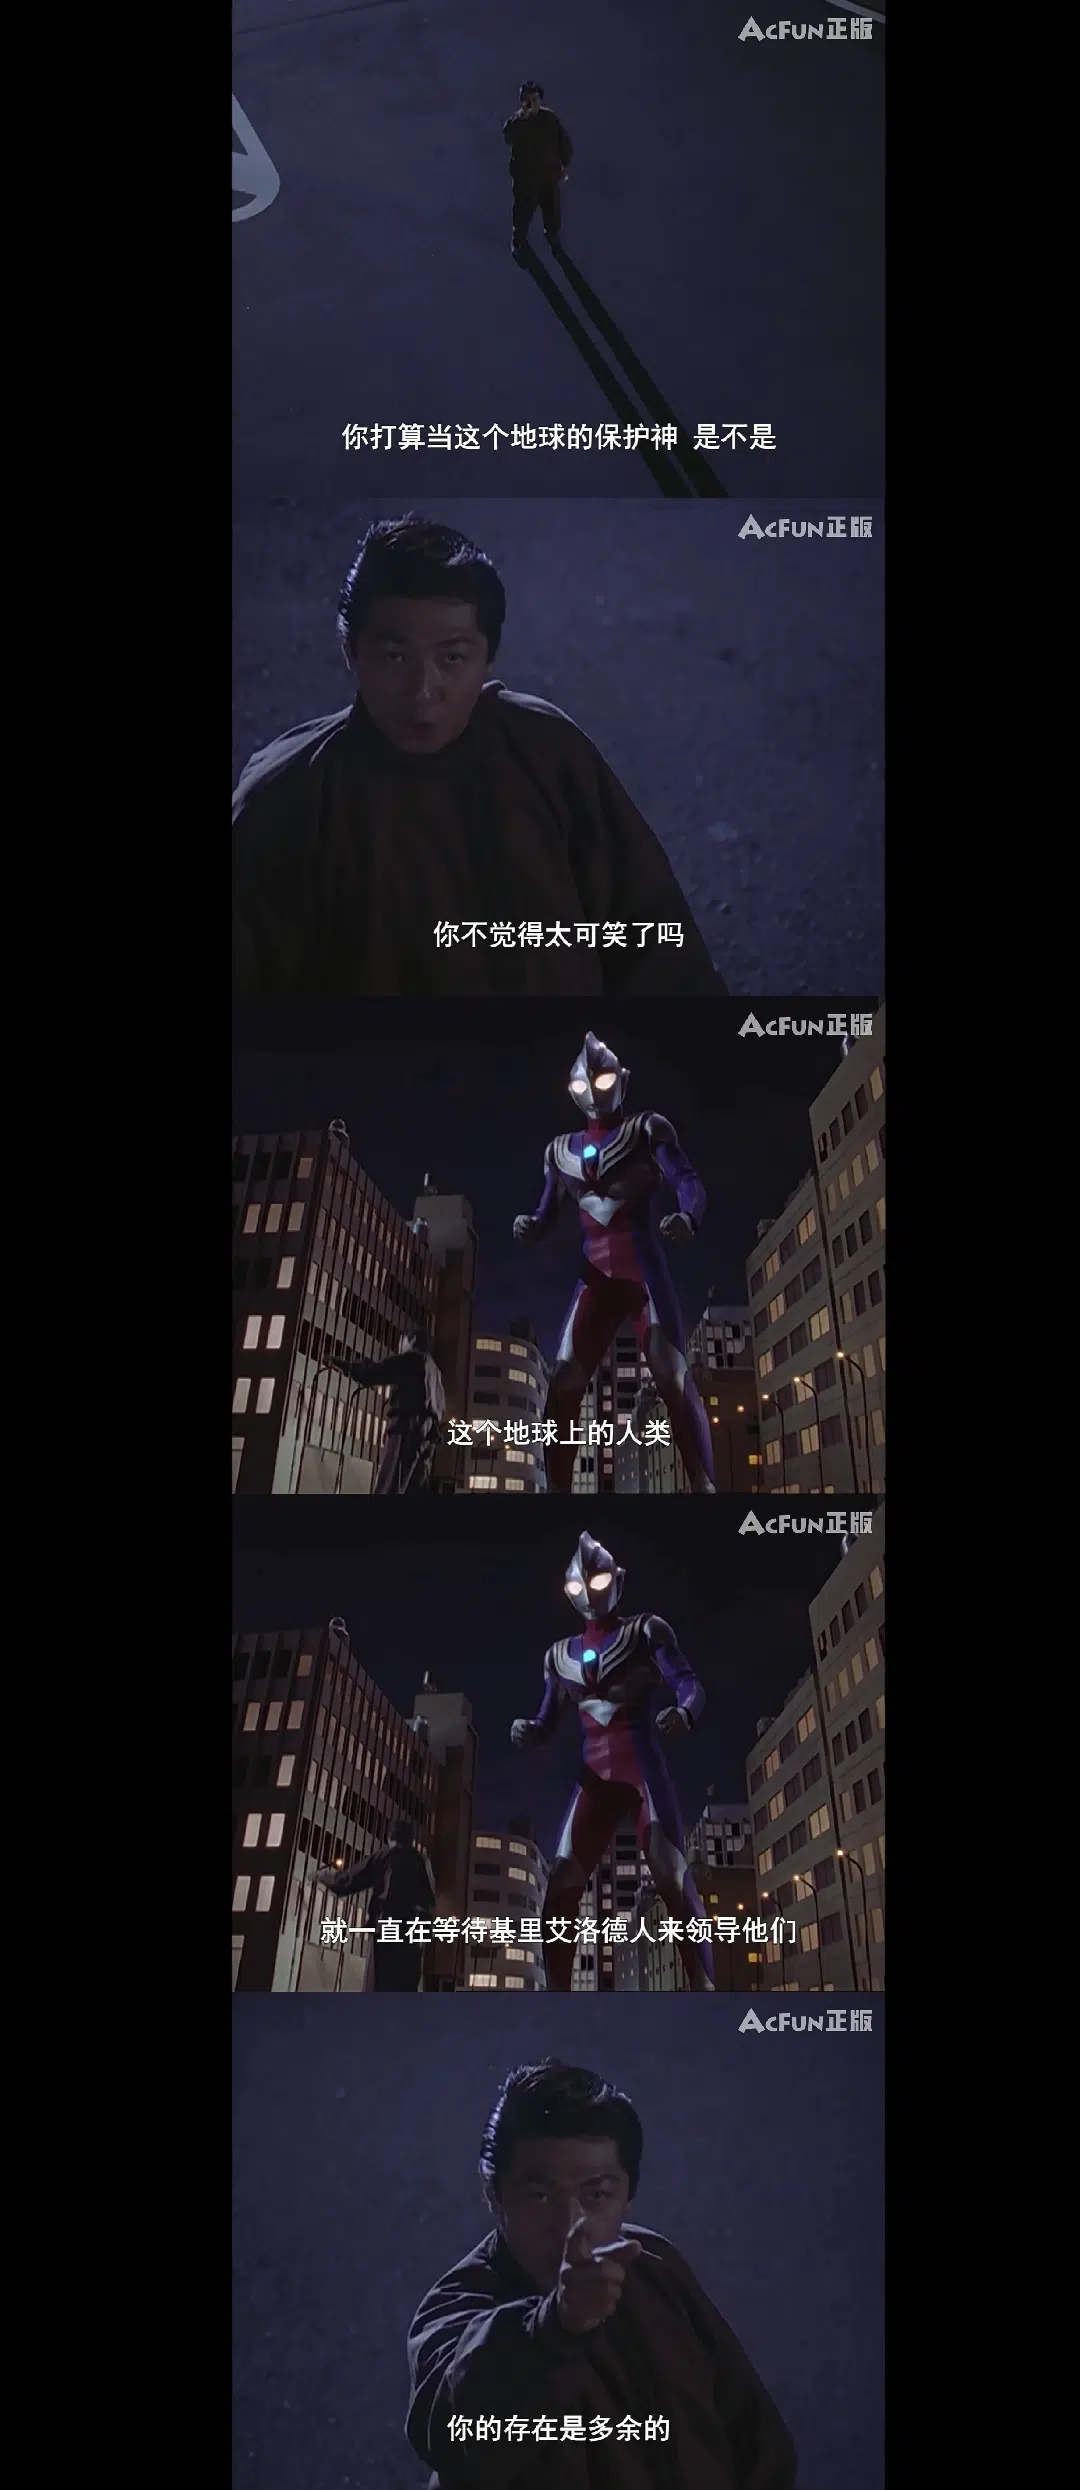 AcFun正版
你打算当这个地球的保护神 是不是
AcFun正版
你不觉得太可笑了吗
AcFun正版
这个地球上的人类
AcFun正版
就一直在等待基里艾洛德人来领导他们
AcFun正版
你的存在是多余的